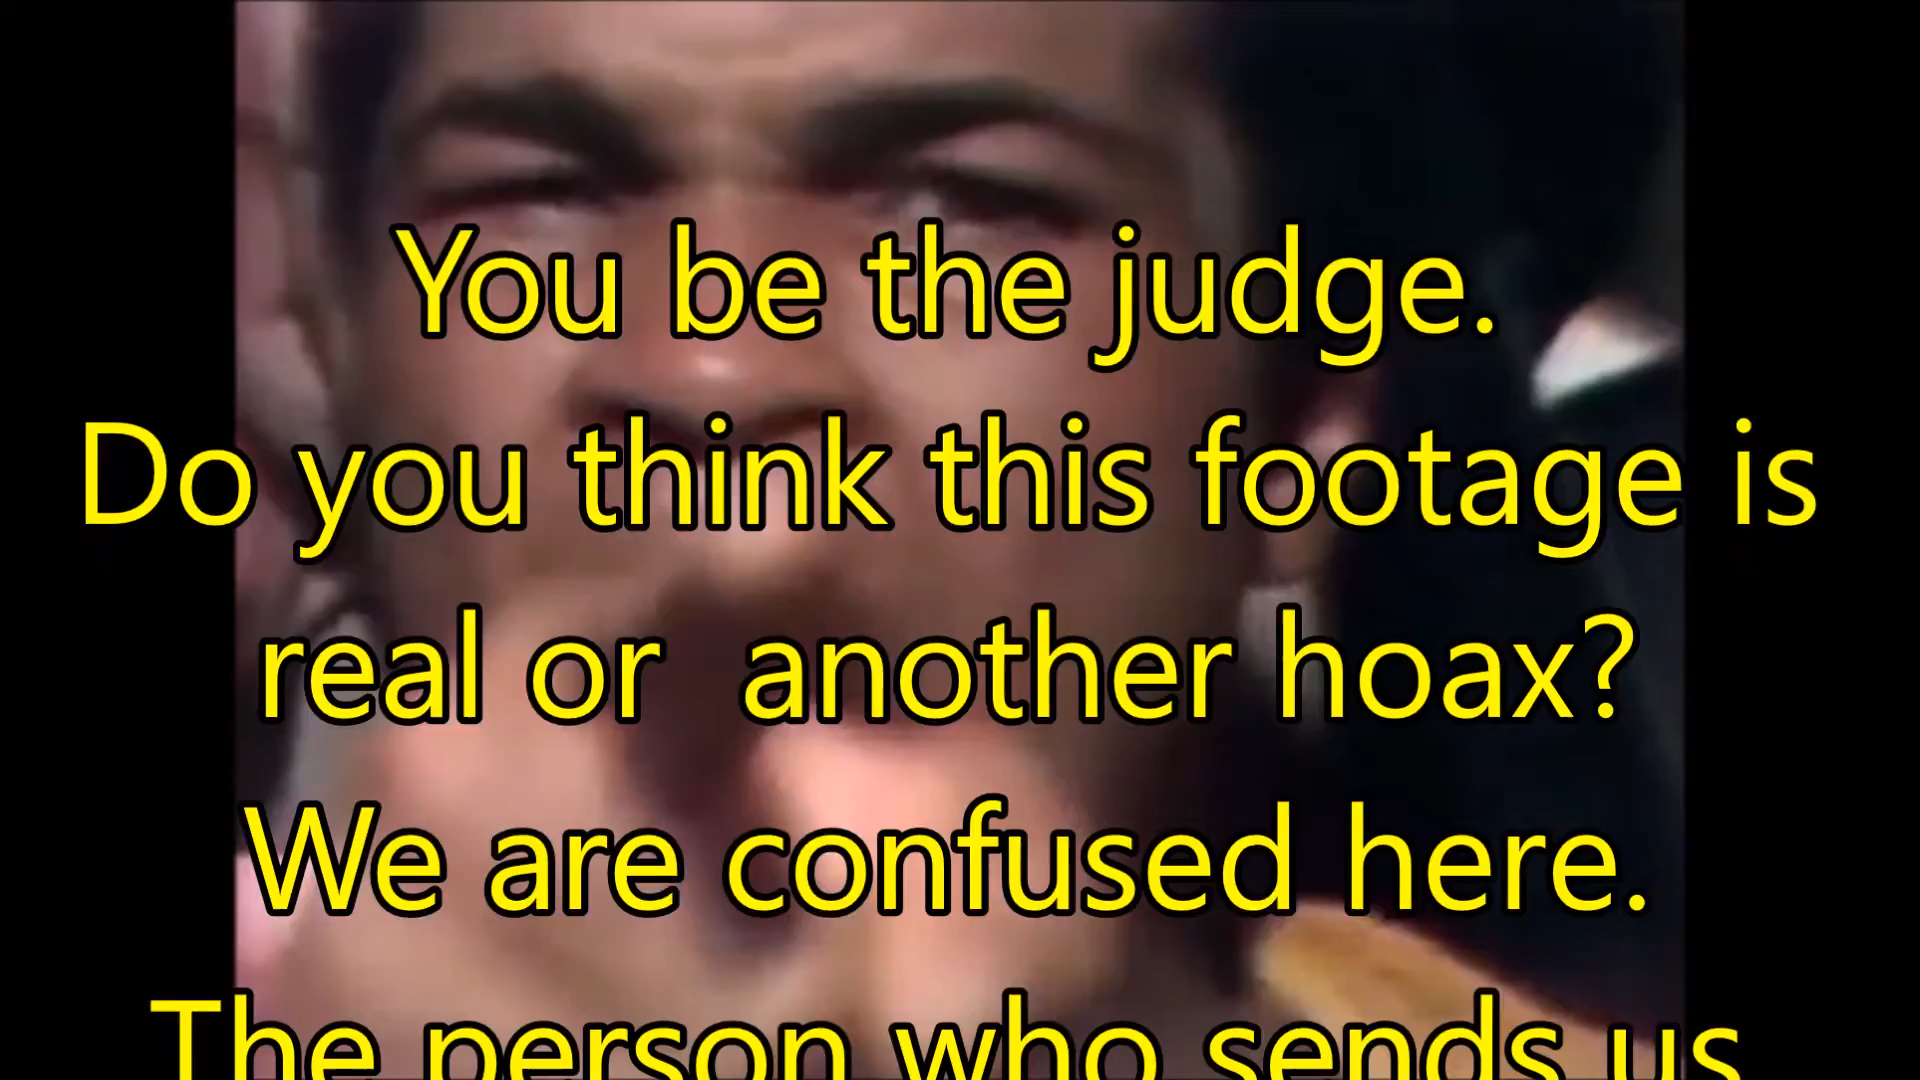 You be the judge.
Do you think this footage is
real or  another hoax?
We are confused here.
The person who sends us